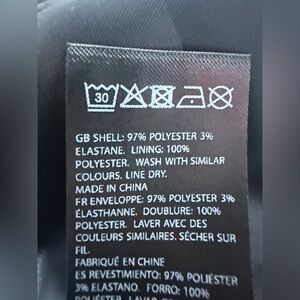 30
GB SHELL: 97% POLYESTER 3%
ELASTANE. LINING: 100%
POLYESTER. WASH WITH SIMILAR
COLOURS. LINE DRY.
MADE IN CHINA
FR ENVELOPPE: 97% POLYESTER 3%
ÉLASTHANNE. DOUBLURE: 100%
POLYESTER. LAVER AVEC DES
COULEURS SIMILAIRES. SÉCHER SUR
FIL.
FABRIQUÉ EN CHINE
ES REVESTIMIENTO: 97% POLIÉSTER
3% ELASTANO. FORRO: 100%